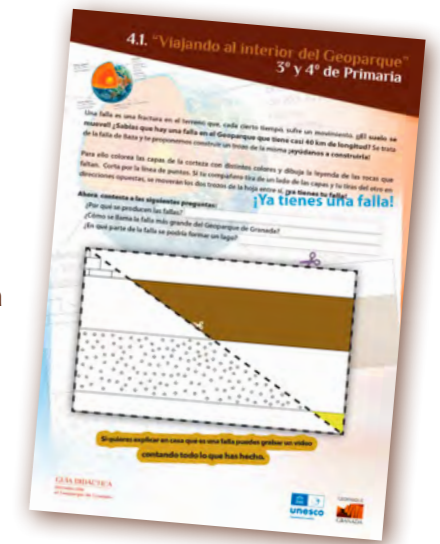 4.1. "Viajando al interior del Geoparque"
3º y 4º de Primaria
Una falla es una fractura en el terreno que, cada cierto tiempo, sufre un movimiento. ¡¡El suelo se
mueve!! ¿Sabías que hay una falla en el Geoparque que tiene casi 40 km de longitud? Se trata
de la falla de Baza y te proponemos construir un trozo de la misma ¡ayúdanos a construirla!
Para ello colorea las capas de la corteza con distintos colores y dibuja la leyenda de las rocas que
faltan. Corta por la línea de puntos. Si tu compañera tira de un lado de las capas y tu tiras del otro en
direcciones opuestas, se moverán los dos trozos de la hoja entre sí, ¡ya tienes tu falla!
¡Ya tienes una falla!
Ahora contesta a las siguientes preguntas:
¿Por qué se producen las fallas?
¿Cómo se llama la falla más grande del Geoparque de Granada?
¿En qué parte de la falla se podría formar un lago?
Si quieres explicar en casa que es una falla puedes grabar un vídeo
contando todo lo que has hecho.
GUÍA DIDÁCTICA
unesco
GEOPARQUE
GRANADA